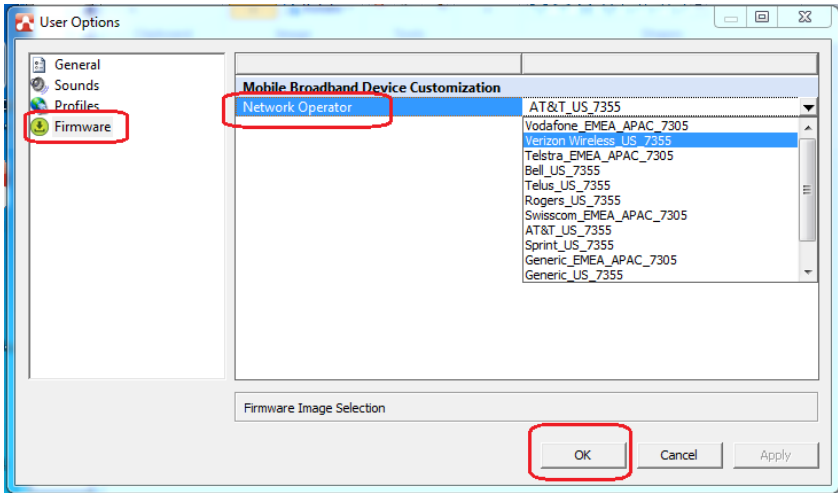 User Options
General
Sounds
Profiles
Firmware
Mobile Broadband Device Customization
Network Operator AT&T_US_7355
Vodafone_EMEA_APAC_7305
Verizon Wireless_US_7355
Telstra_EMEA_APAC_7305
Bell_US_7355
Telus_US_7355
Rogers_US_7355
Swisscom_EMEA_APAC_7305
AT&T_US_7355
Sprint_US_7355
Generic_EMEA_APAC_7305
Generic_US_7355
Firmware Image Selection
OK Cancel Apply